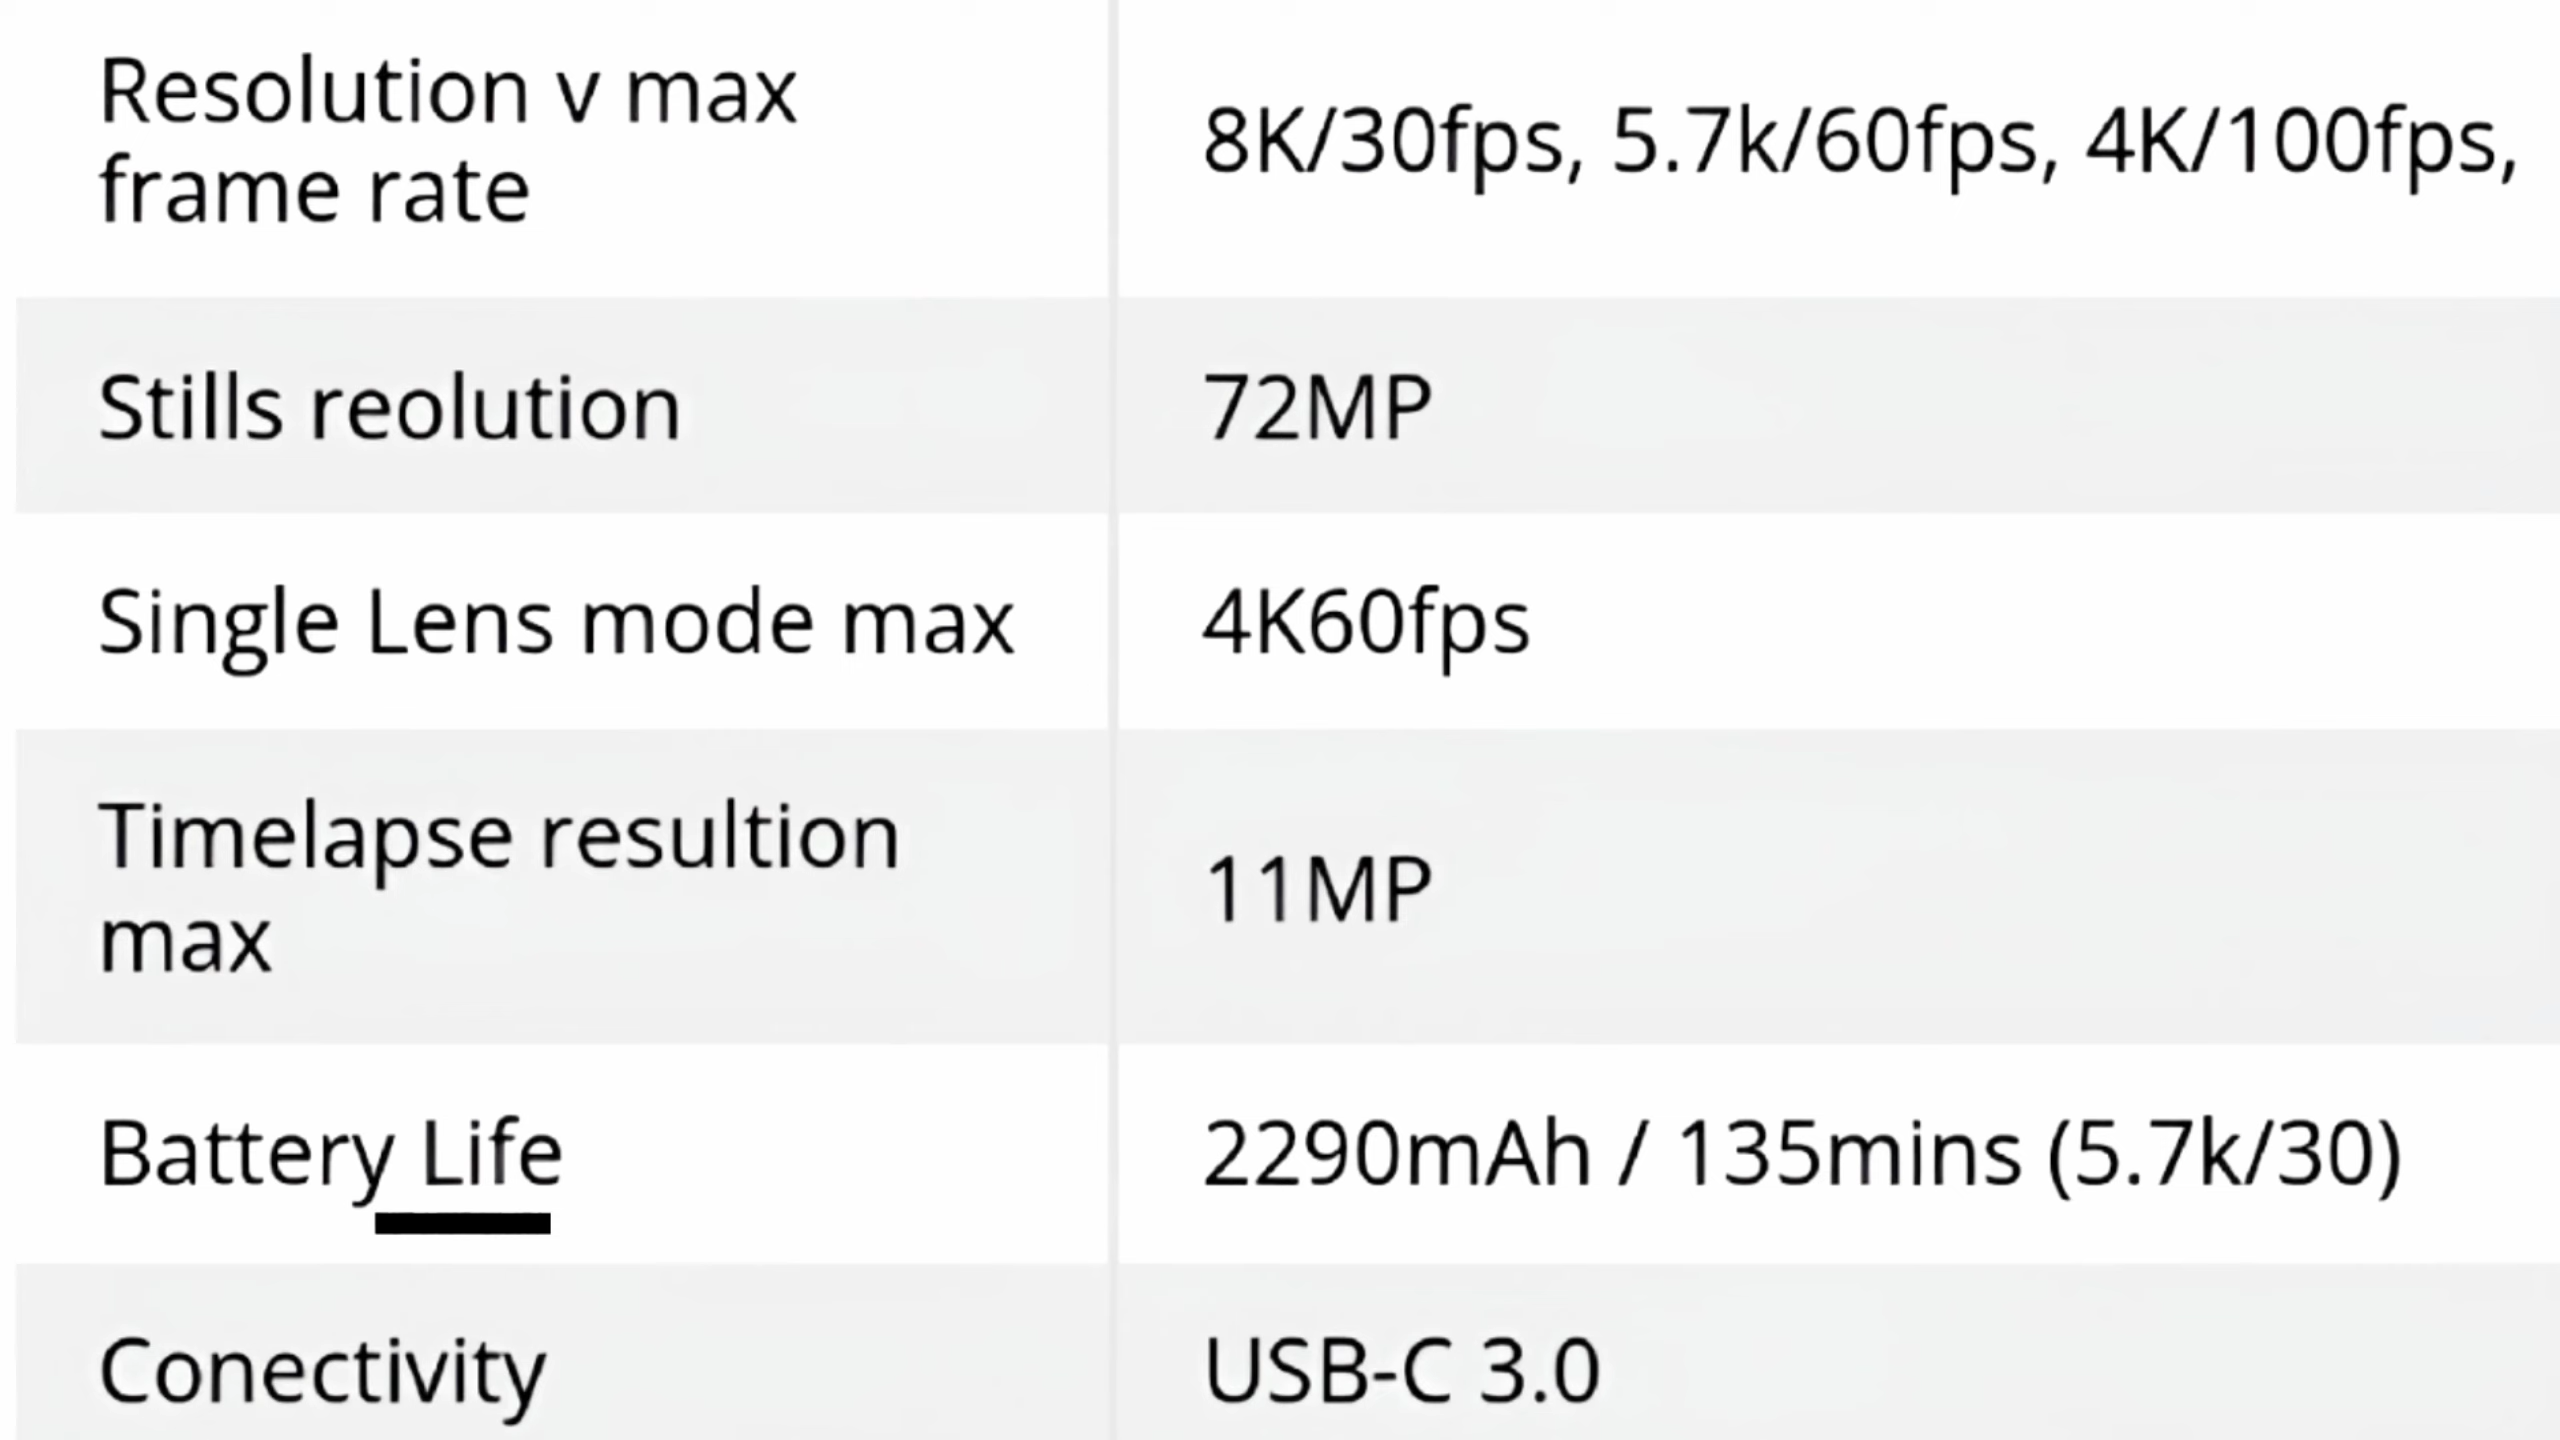 Resolution v max
frame rate
8K/30fps, 5.7k/60fps, 4K/100fps,
Stills reolution
72MP
Single Lens mode max
4K60fps
Timelapse resultion
max
11MP
Battery Life
2290mAh / 135mins (5.7k/30)
Conectivity
USB-C 3.0